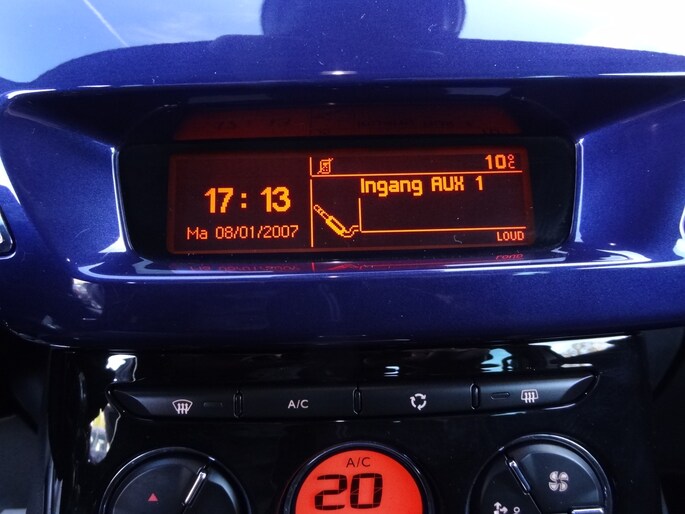 10°C
17:13
Ingang AUX 1
Ma 08/01/2007
LOUD
A/C
A/C
20